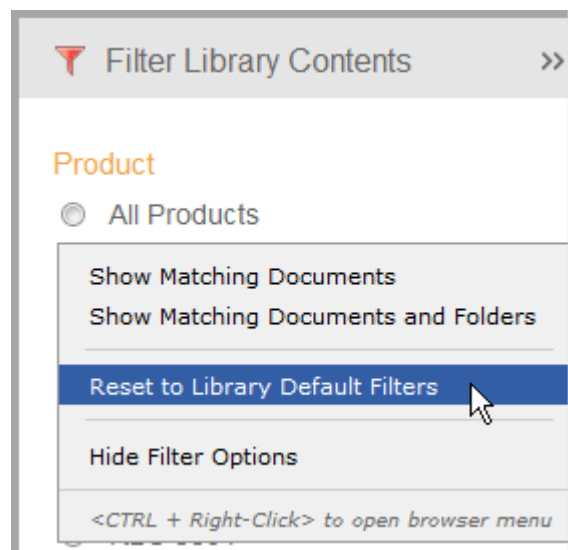 Filter Library Contents »
Product
All Products
Show Matching Documents
Show Matching Documents and Folders
Reset to Library Default Filters
Hide Filter Options
<CTRL + Right-Click> to open browser menu